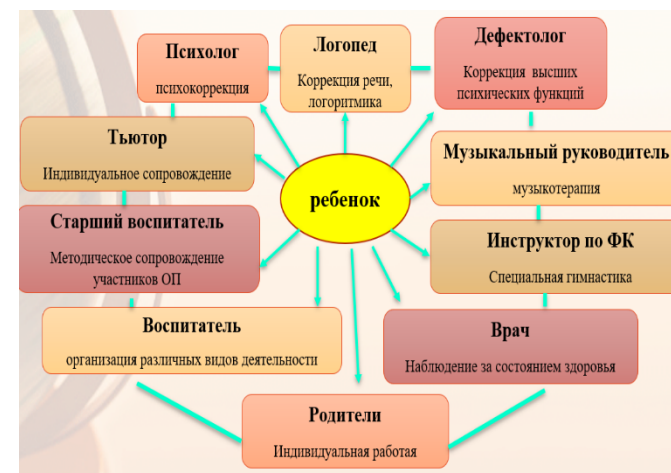 Психолог
психокоррекция
Логопед
Коррекция речи,
логоритмика
Дефектолог
Коррекция высших
психических функций
Тьютор
Индивидуальное сопровождение
Музыкальный руководитель
музыкотерапия
ребенок
Старший воспитатель
Методическое сопровождение
участников ОП
Инструктор по ФК
Специальная гимнастика
Воспитатель
организация различных видов деятельности
Врач
Наблюдение за состоянием здоровья
Родители
Индивидуальная работая